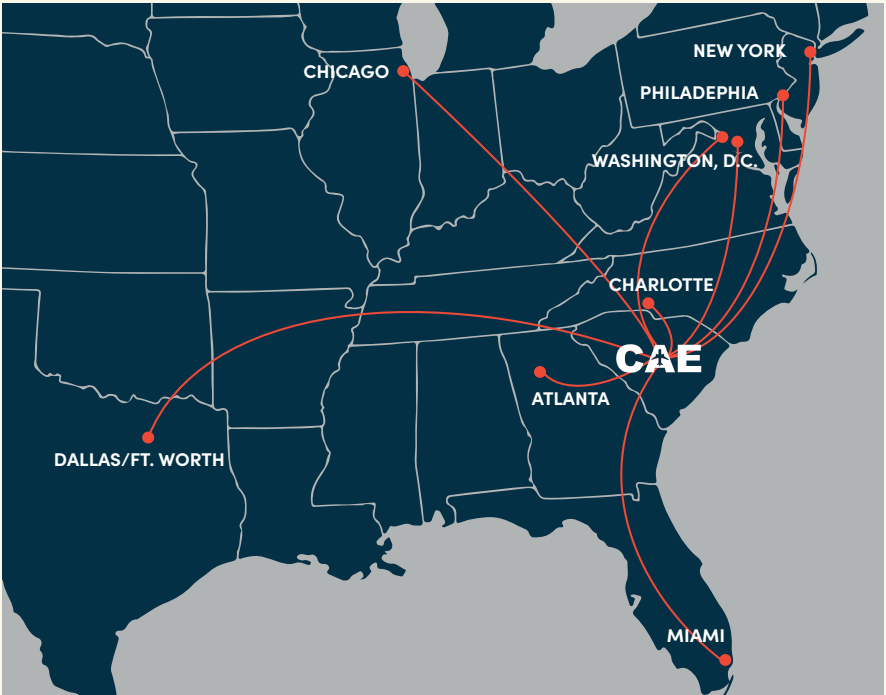 NEW YORK
CHICAGO
PHILADEPHIA
WASHINGTON, D.C.
CHARLOTTE
CAE
ATLANTA
DALLAS/FT. WORTH
MIAMI